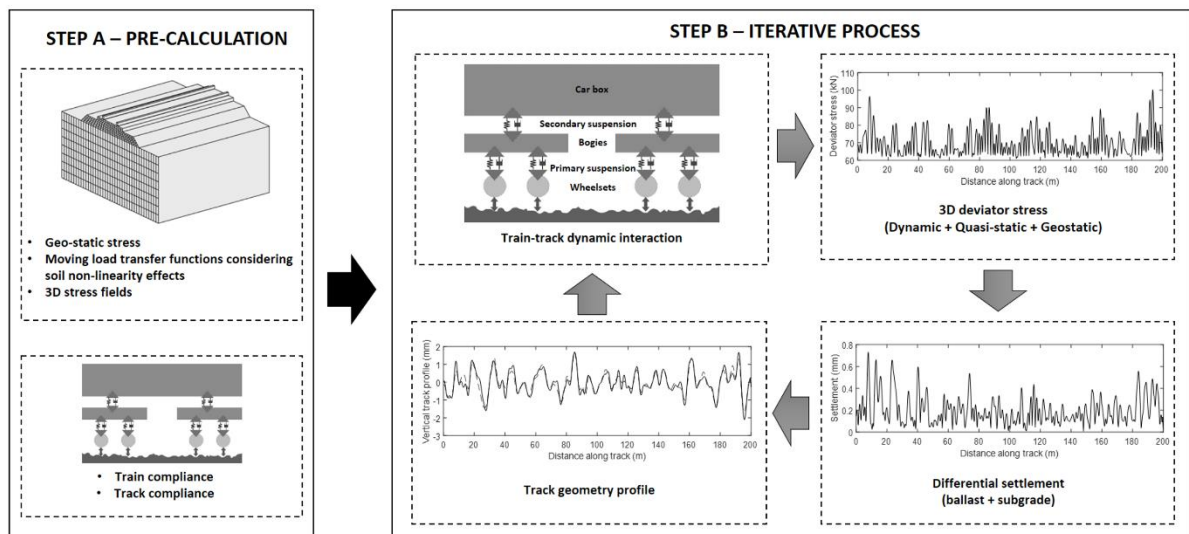 STEP A – PRE-CALCULATION
• Geo-static stress
• Moving load transfer functions considering
soil non-linearity effects
• 3D stress fields
• Train compliance
• Track compliance
STEP B – ITERATIVE PROCESS
Car box
Secondary suspension
Bogies
Primary suspension
Wheelsets
Train-track dynamic interaction
Deviator stress (kN)
110
100
90
80
70
60
0 20 40 60 80 100 120 140 160 180 200
Distance along track (m)
3D deviator stress
(Dynamic + Quasi-static + Geostatic)
Vertical track profile (mm)
2
1
0
-1
-2
-3
0 20 40 60 80 100 120 140 160 180 200
Distance along track (m)
Track geometry profile
Settlement (mm)
0.8
0.6
0.4
0.2
0
0 20 40 60 80 100 120 140 160 180 200
Distance along track (m)
Differential settlement
(ballast + subgrade)